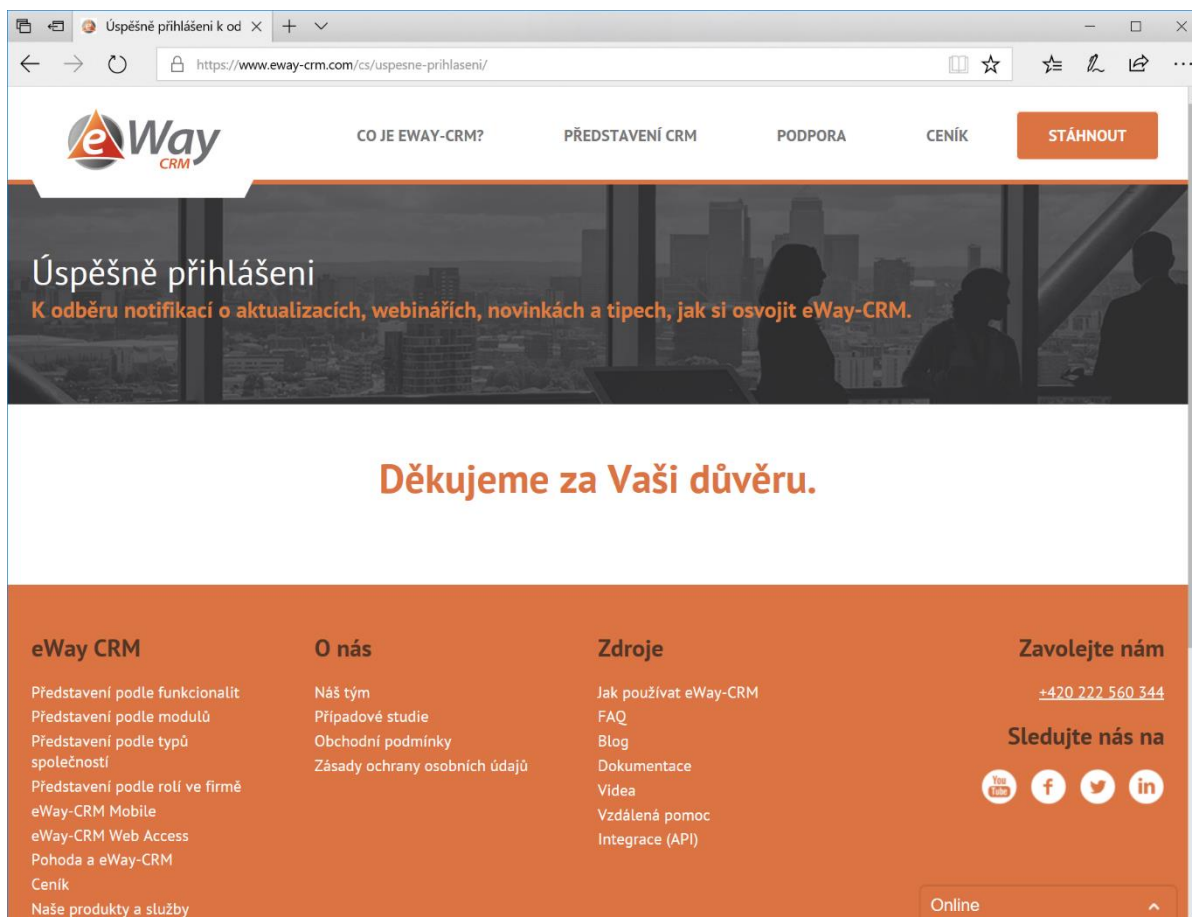 Úspěšně přihlášeni k od
https://www.eway-crm.com/cs/uspesne-prihlaseni/
eWay
CRM
CO JE EWAY-CRM?
PŘEDSTAVENÍ CRM
PODPORA
CENÍK
STÁHNOUT
Úspěšně přihlášeni
K odběru notifikací o aktualizacích, webinářích, novinkách a tipech, jak si osvojit eWay-CRM.
Děkujeme za Vaši důvěru.
eWay CRM
Představení podle funkcionalit
Představení podle modulů
Představení podle typů
společností
Představení podle rolí ve firmě
eWay-CRM Mobile
eWay-CRM Web Access
Pohoda a eWay-CRM
Ceník
Naše produkty a služby
O nás
Náš tým
Případové studie
Obchodní podmínky
Zásady ochrany osobních údajů
Zdroje
Jak používat eWay-CRM
FAQ
Blog
Dokumentace
Videa
Vzdálená pomoc
Integrace (API)
Zavolejte nám
+420 222 560 344
Sledujte nás na
You
Tube
f
in
Online